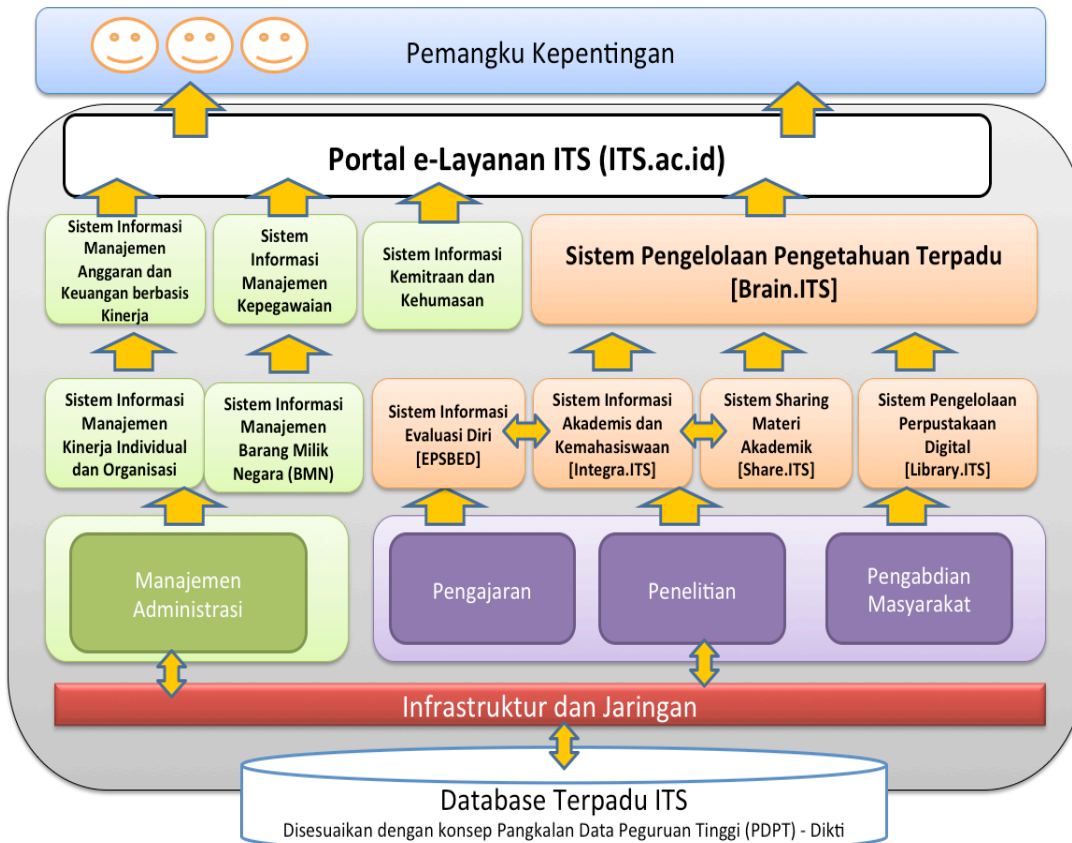 Pemangku Kepentingan
Portal e-Layanan ITS (ITS.ac.id)
Sistem Informasi
Manajemen
Anggaran dan
Keuangan berbasis
Kinerja
Sistem
Informasi
Manajemen
Kepegawaian
Sistem Informasi
Kemitraan dan
Kehumasan
Sistem Pengelolaan Pengetahuan Terpadu
[Brain.ITS]
Sistem Informasi
Manajemen
Kinerja Individual
dan Organisasi
Sistem Informasi
Manajemen
Barang Milik
Negara (BMN)
Sistem Informasi
Evaluasi Diri
[EPSBED]
Sistem Informasi
Akademis dan
Kemahasiswaan
[Integra.ITS]
Sistem Sharing
Materi
Akademik
[Share.ITS]
Sistem Pengelolaan
Perpustakaan
Digital
[Library.ITS]
Manajemen
Administrasi
Pengajaran
Penelitian
Pengabdian
Masyarakat
Infrastruktur dan Jaringan
Database Terpadu ITS
Disesuaikan dengan konsep Pangkalan Data Peguruan Tinggi (PDPT) - Dikti